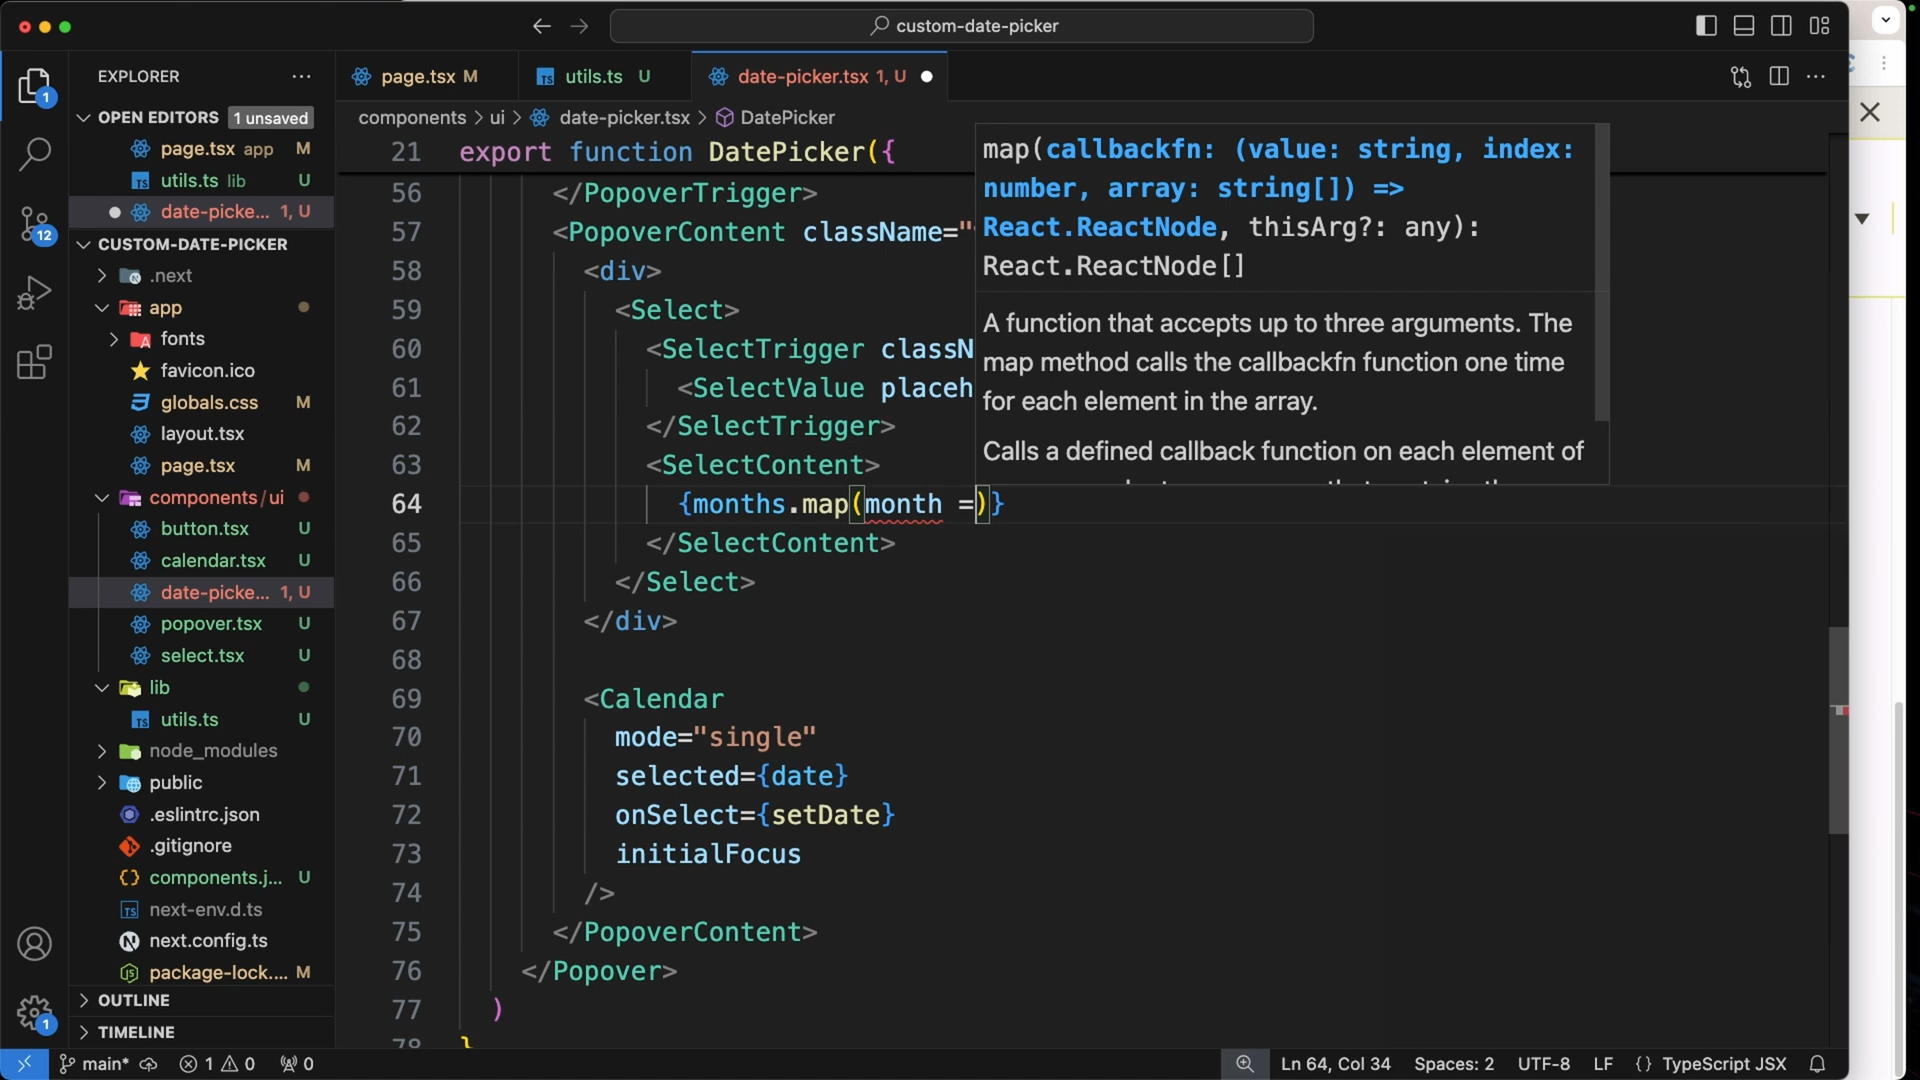 custom-date-picker
EXPLORER
OPEN EDITORS 1 unsaved
page.tsx app M
utils.ts lib U
date-picke... 1, U
CUSTOM-DATE-PICKER
.next
app
fonts
favicon.ico
globals.css M
layout.tsx
page.tsx M
components/ui
button.tsx U
calendar.tsx U
date-picke... 1, U
popover.tsx U
select.tsx U
lib
utils.ts U
node_modules
public
.eslintrc.json
.gitignore
components.j... U
next-env.d.ts
next.config.ts
package-lock.... M
OUTLINE
TIMELINE
1
12
1
page.tsx M
utils.ts U
date-picker.tsx 1, U
components > ui > date-picker.tsx > DatePicker
21 export function DatePicker({
56 </PopoverTrigger>
57 <PopoverContent className="
58 <div>
59 <Select>
60 <SelectTrigger classN
61 <SelectValue placeh
62 </SelectTrigger>
63 <SelectContent>
64 {months.map(month =)}
65 </SelectContent>
66 </Select>
67 </div>
68
69 <Calendar
70 mode="single"
71 selected={date}
72 onSelect={setDate}
73 initialFocus
74 />
75 </PopoverContent>
76 </Popover>
77 )
78 }
map(callbackfn: (value: string, index:
number, array: string[]) =>
React.ReactNode, thisArg?: any):
React.ReactNode[]
A function that accepts up to three arguments. The
map method calls the callbackfn function one time
for each element in the array.
Calls a defined callback function on each element of
main* 1 0 0
Ln 64, Col 34 Spaces: 2 UTF-8 LF {} TypeScript JSX